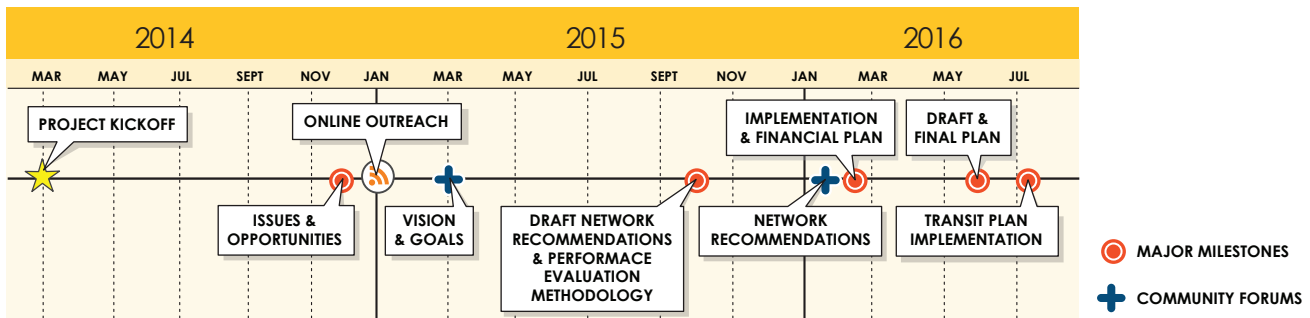 2014 2015 2016
MAR MAY JUL SEPT NOV JAN MAR MAY JUL SEPT NOV JAN MAR MAY JUL
PROJECT KICKOFF
ONLINE OUTREACH
IMPLEMENTATION
& FINANCIAL PLAN
DRAFT &
FINAL PLAN
ISSUES &
OPPORTUNITIES
VISION
& GOALS
DRAFT NETWORK
RECOMMENDATIONS
& PERFORMACE
EVALUATION
METHODOLOGY
NETWORK
RECOMMENDATIONS
TRANSIT PLAN
IMPLEMENTATION
MAJOR MILESTONES
COMMUNITY FORUMS